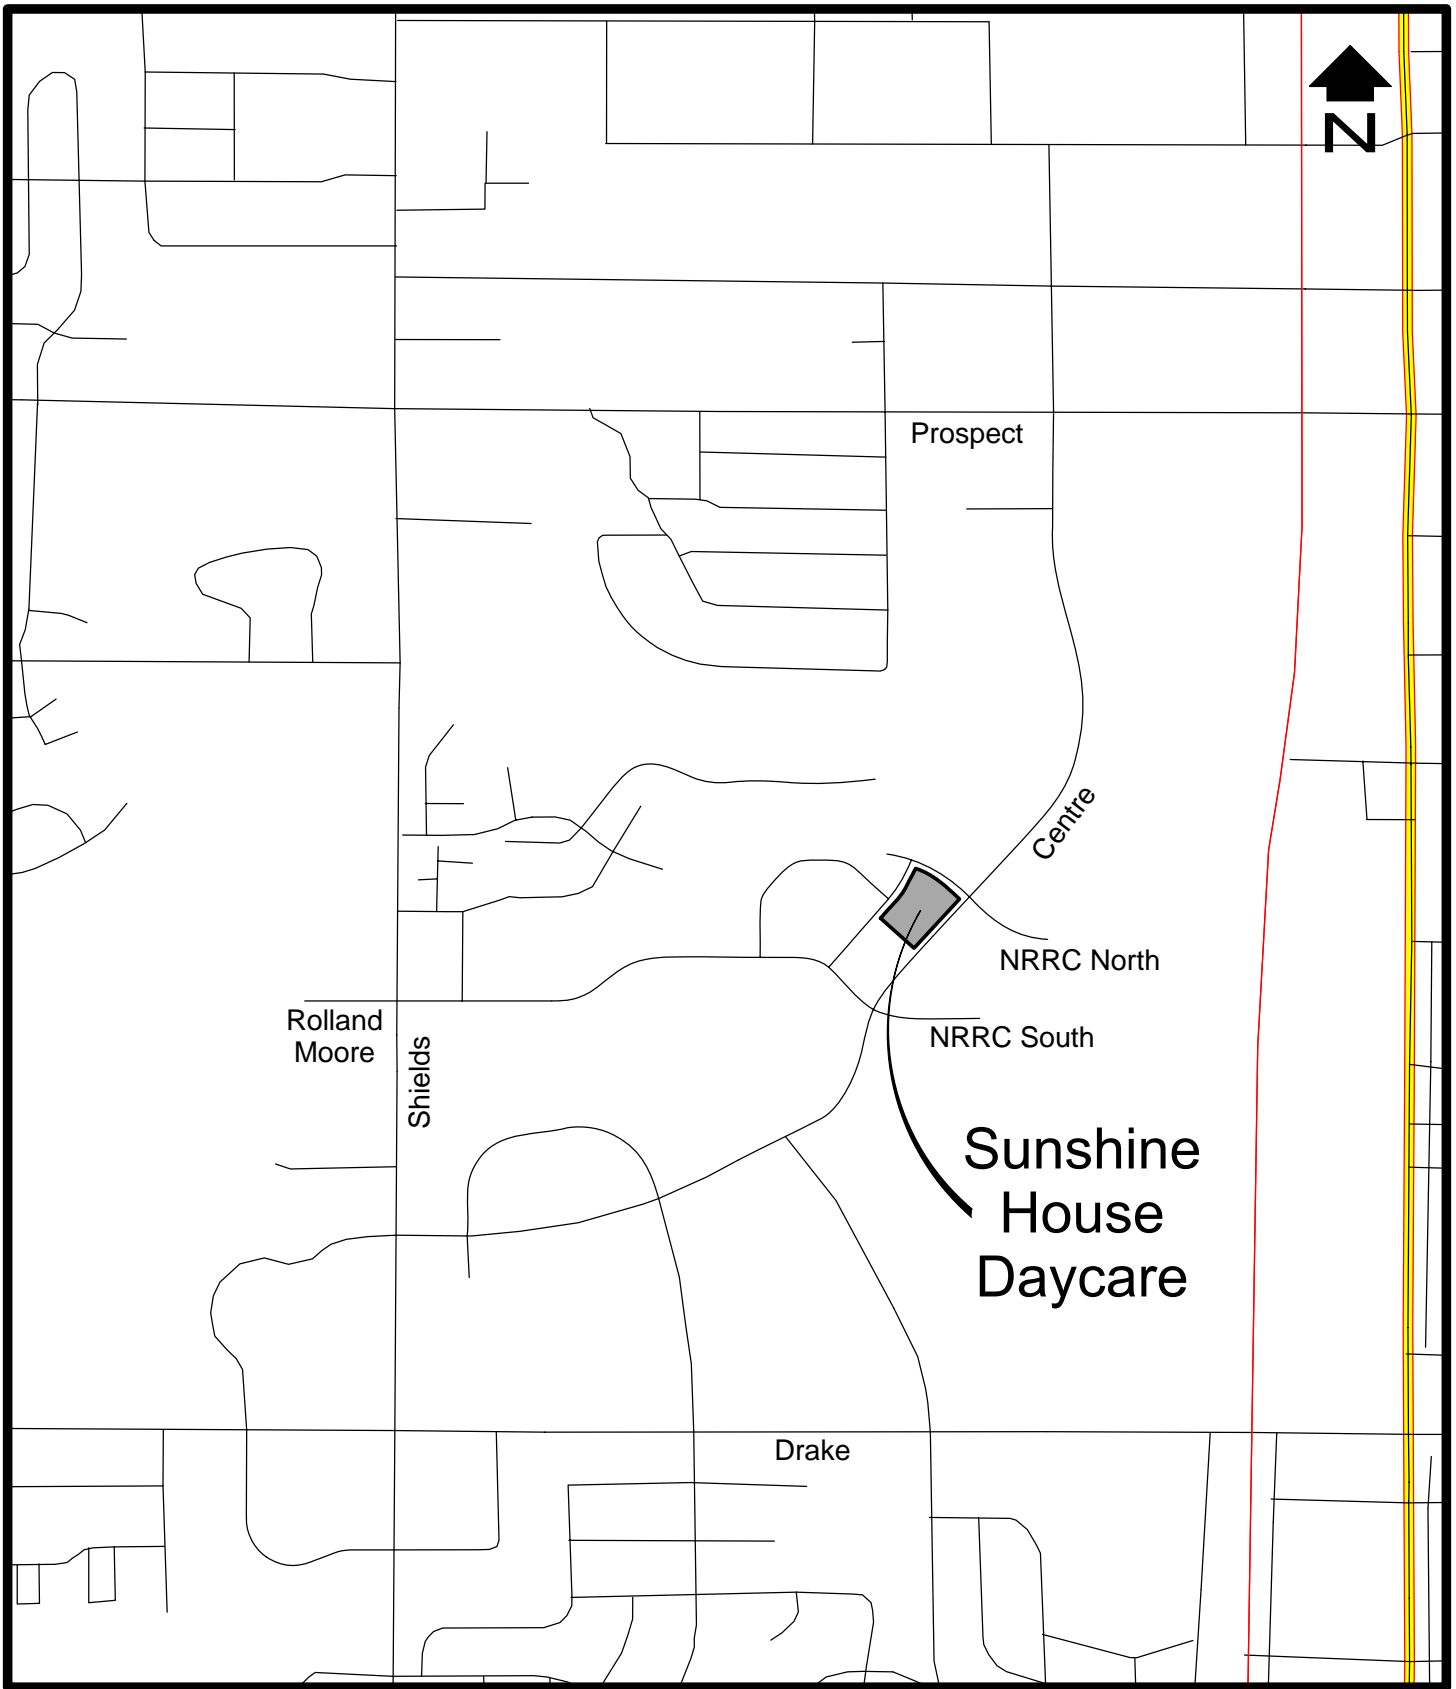 N
Prospect
Centre
NRRC North
Rolland
Moore
Shields
NRRC South
Sunshine
House
Daycare
Drake